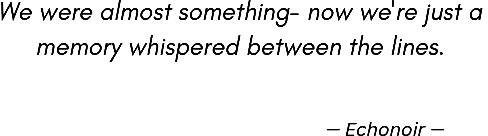 We were almost something- now we're just a
memory whispered between the lines.
— Echonoir —